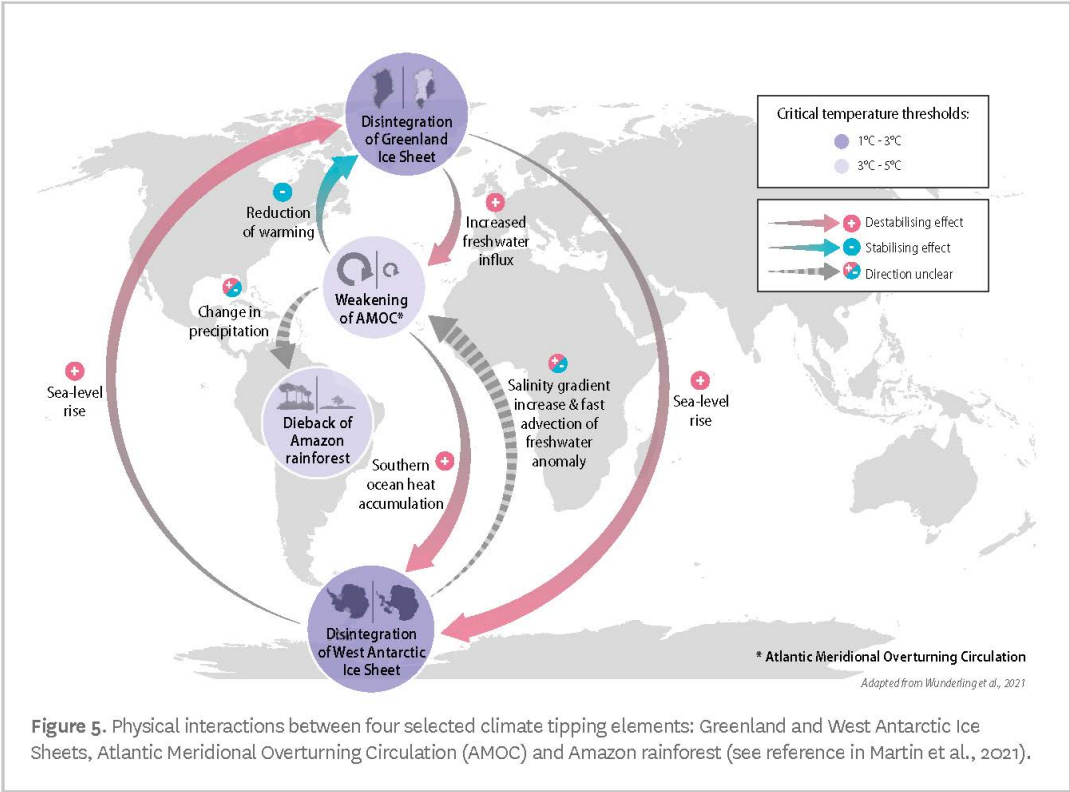 Disintegration
of Greenland
Ice Sheet
Critical temperature thresholds:
1°C - 3°C
3°C - 5°C
-
Reduction
of warming
+
Increased
freshwater
influx
+ Destabilising effect
- Stabilising effect
+ - Direction unclear
+ -
Change in
precipitation
Weakening
of AMOC*
+
Sea-level
rise
+ -
Salinity gradient
increase & fast
advection of
freshwater
anomaly
+
Sea-level
rise
Dieback of
Amazon
rainforest
Southern +
ocean heat
accumulation
Disintegration
of West Antarctic
Ice Sheet
* Atlantic Meridional Overturning Circulation
Adapted from Wunderling et al., 2021
Figure 5. Physical interactions between four selected climate tipping elements: Greenland and West Antarctic Ice
Sheets, Atlantic Meridional Overturning Circulation (AMOC) and Amazon rainforest (see reference in Martin et al., 2021).